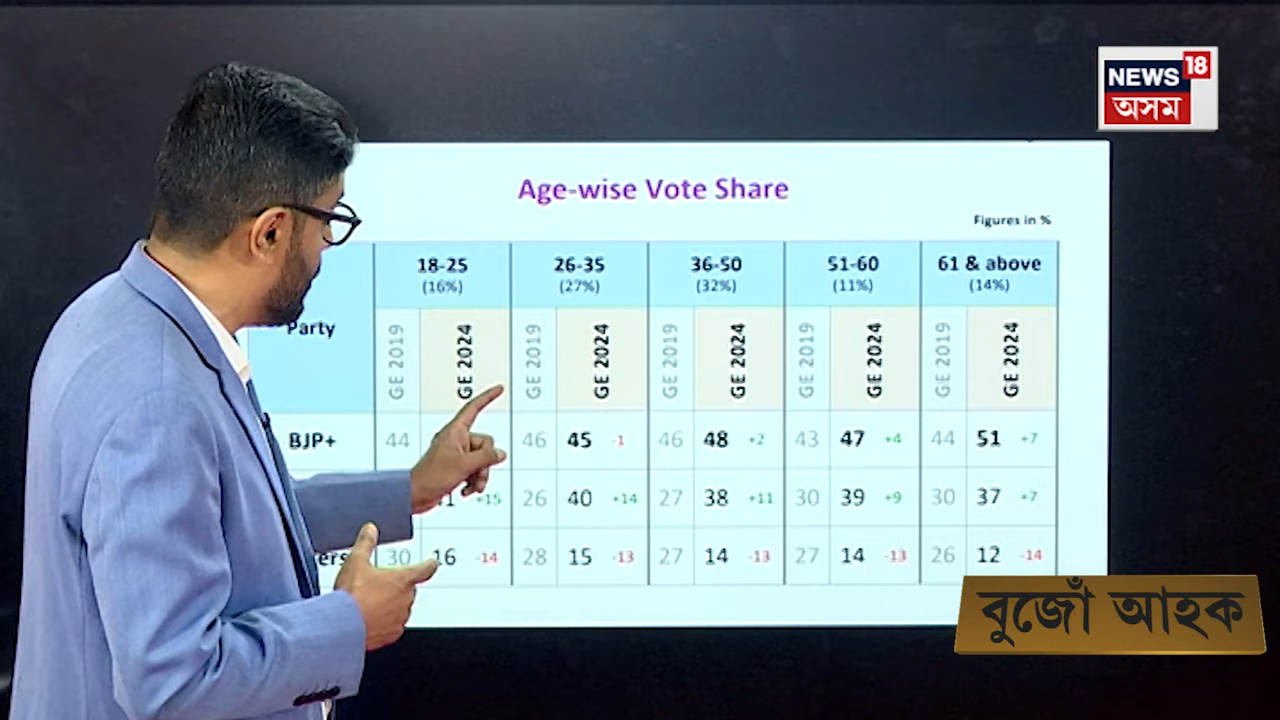 NEWS 18
অসম
Age-wise Vote Share
Figures in %
18-25 26-35 36-50 51-60 61 & above
(16%) (27%) (32%) (11%) (14%)
Party
GE 2019 GE 2024 GE 2019 GE 2024 GE 2019 GE 2024 GE 2019 GE 2024 GE 2019 GE 2024
BJP+ 44 46 45 -1 46 48 +2 43 47 +4 44 51 +7
+15 26 40 +14 27 38 +11 30 39 +9 30 37 +7
30 16 -14 28 15 -13 27 14 -13 27 14 -13 26 12 -14
বুজোঁ আহক